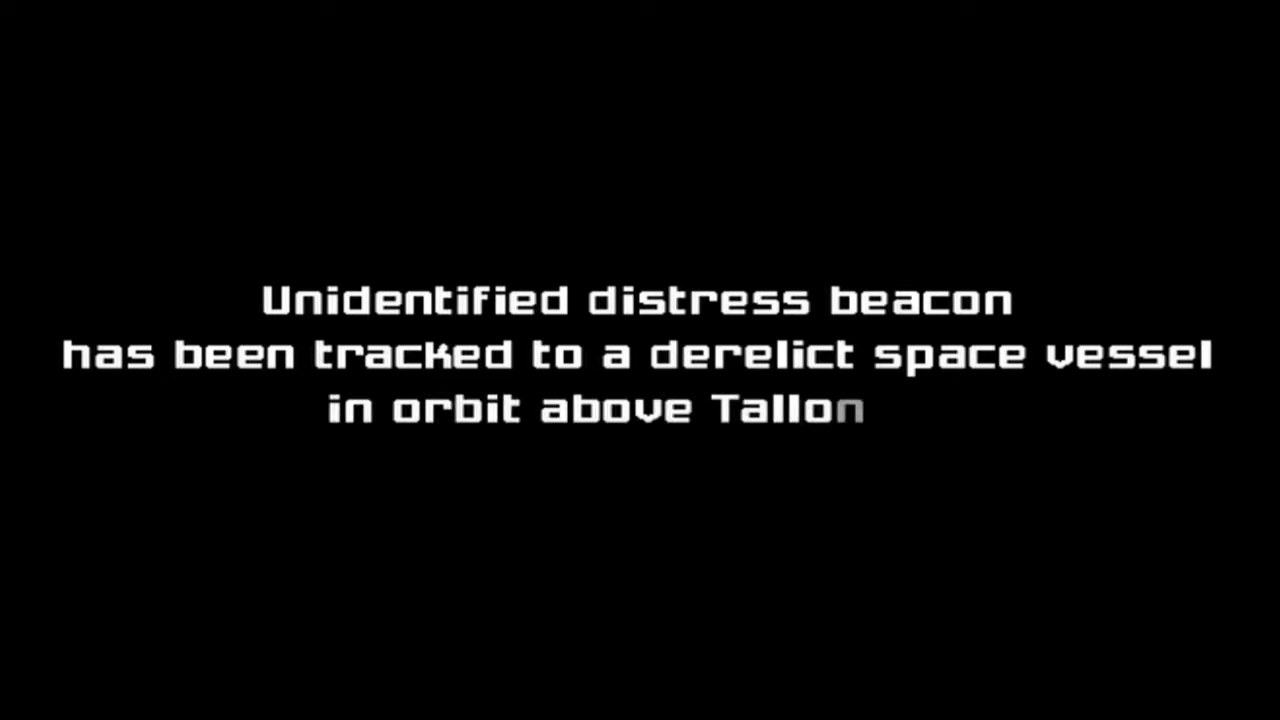 Unidentified distress beacon
has been tracked to a derelict space vessel
in orbit above Tallon